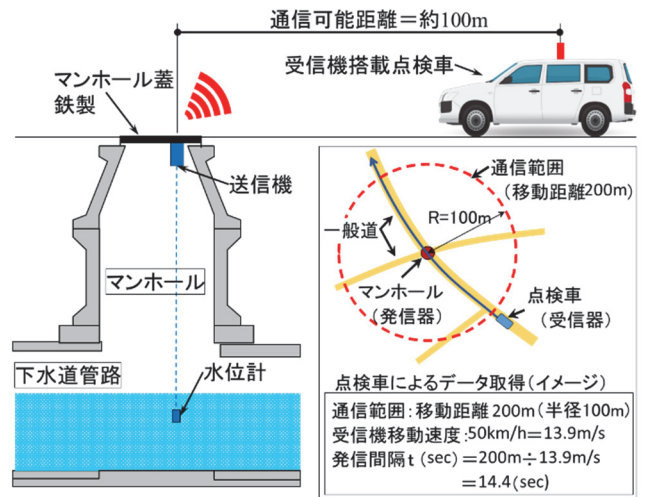 通信可能距離＝約100m
マンホール蓋
鉄製
受信機搭載点検車
送信機
マンホール
下水道管路
水位計
通信範囲
(移動距離200m)
R=100m
一般道
マンホール
(発信器)
点検車
(受信器)
点検車によるデータ取得(イメージ)
通信範囲:移動距離200m(半径100m)
受信機移動速度:50km/h＝13.9m/s
発信間隔t(sec)＝200m÷13.9m/s
＝14.4(sec)